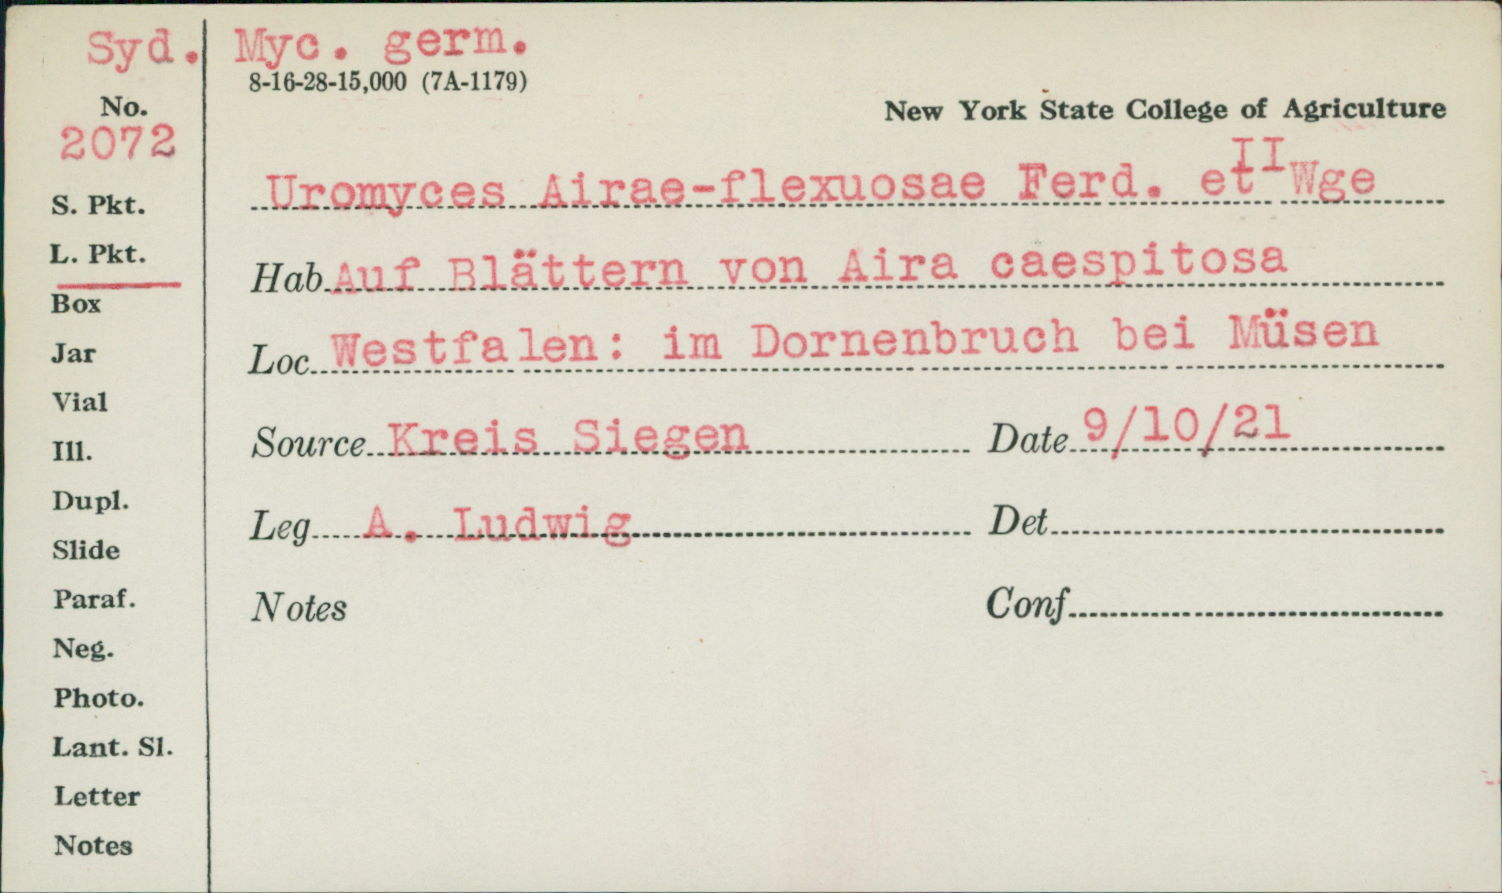 Syd. Myc. germ.
8-16-28-15,000 (7A-1179)
No.
2072
New York State College of Agriculture
S. Pkt.
L. Pkt.
Box
Jar
Vial
Ill.
Dupl.
Slide
Paraf.
Neg.
Photo.
Lant. Sl.
Letter
Notes
II
Uromyces Airae-flexuosae Ferd. et Wge
Hab. Auf Blättern von Aira caespitosa
Loc. Westfalen: im Dornenbruch bei Müsen
Source Kreis Siegen Date 9/10/21
Leg. A. Ludwig Det.
Notes Conf.